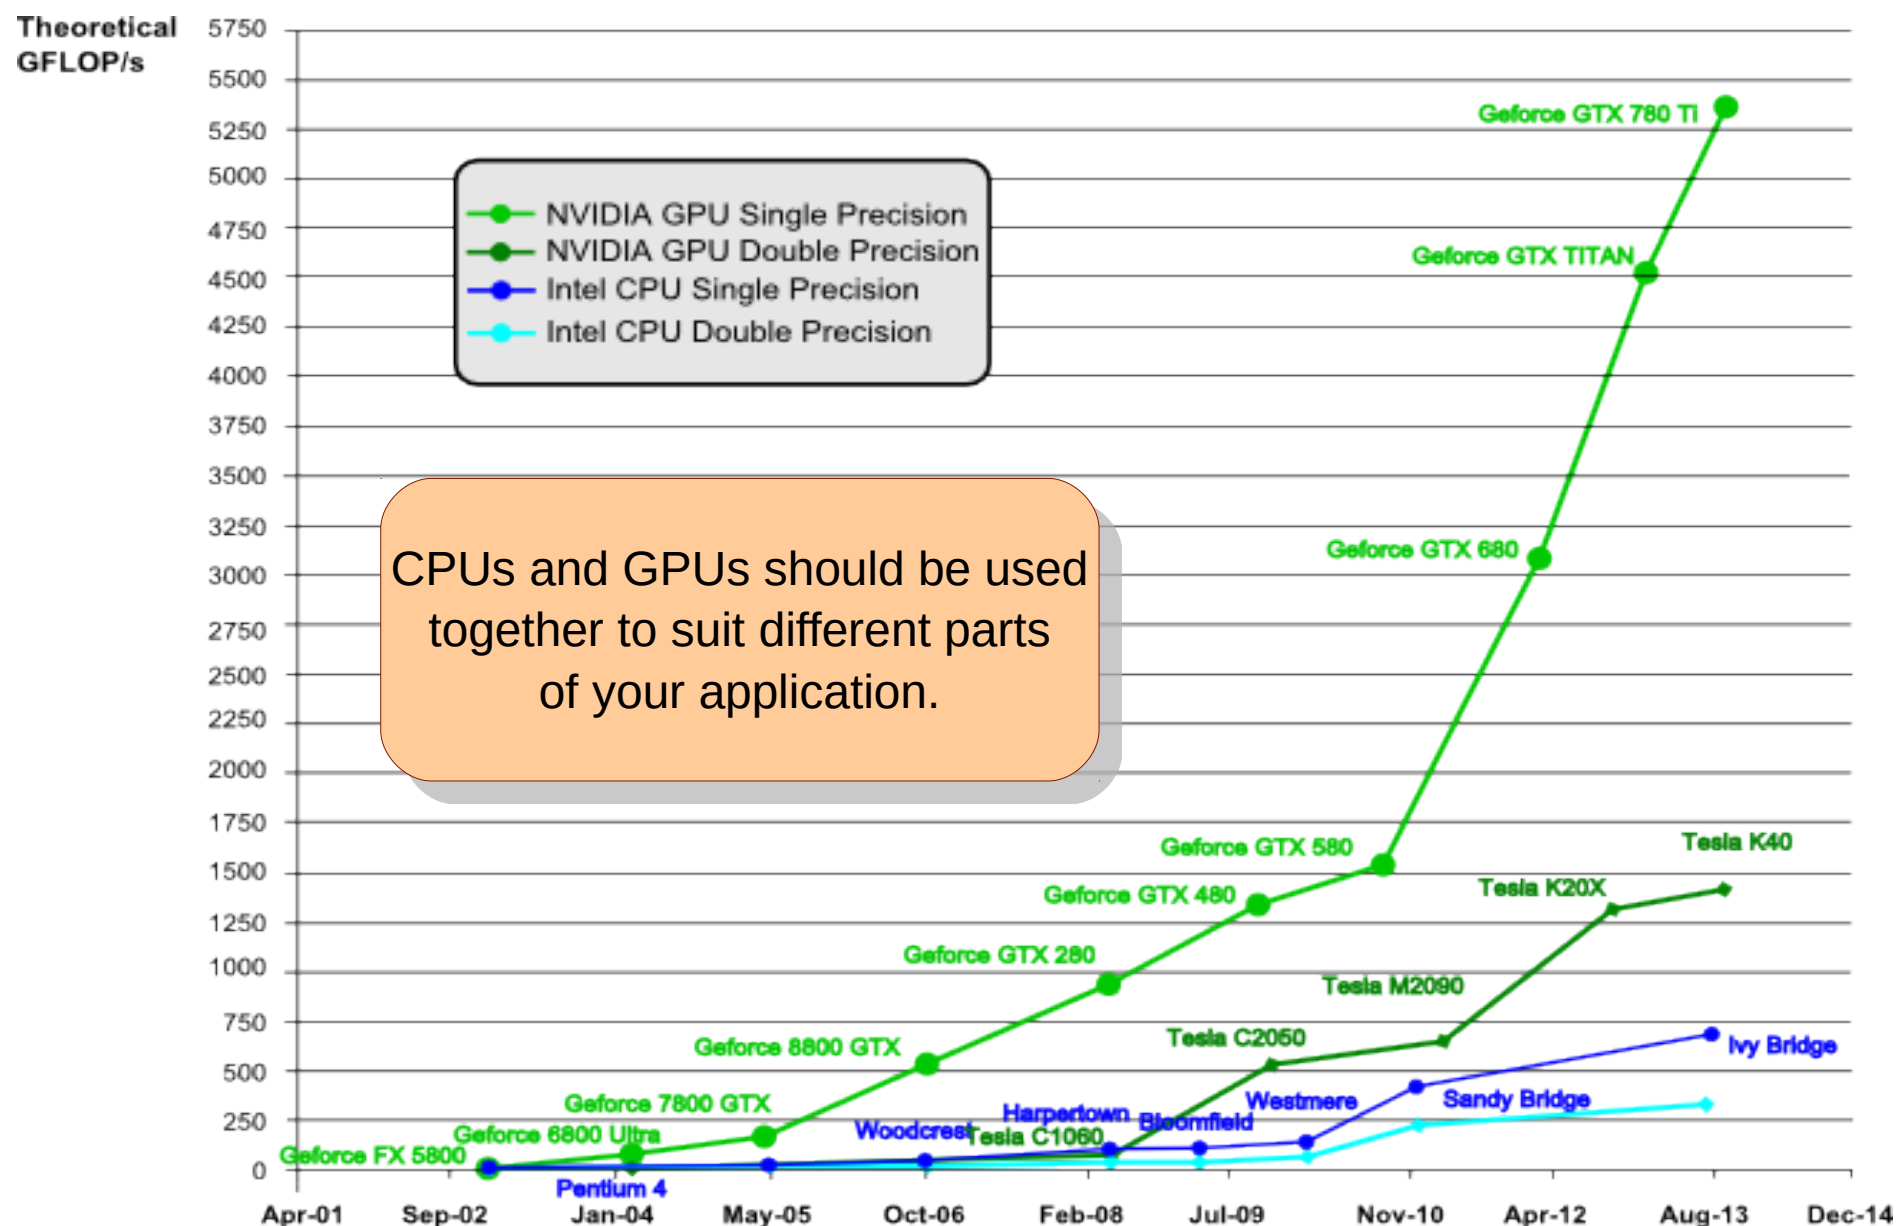 Theoretical
GFLOP/s
5750
5500
5250
5000
4750
4500
4250
4000
3750
3500
3250
3000
2750
2500
2250
2000
1750
1500
1250
1000
750
500
250
0
NVIDIA GPU Single Precision
NVIDIA GPU Double Precision
Intel CPU Single Precision
Intel CPU Double Precision
CPUs and GPUs should be used
together to suit different parts
of your application.
Geforce GTX 780 Ti
Geforce GTX TITAN
Geforce GTX 680
Geforce GTX 580
Geforce GTX 480
Geforce GTX 280
Geforce 8800 GTX
Geforce 7800 GTX
Geforce 6800 Ultra
Geforce FX 5800
Tesla K40
Tesla K20X
Tesla M2090
Tesla C2050
Tesla C1060
Ivy Bridge
Sandy Bridge
Westmere
Bloomfield
Harpertown
Woodcrest
Pentium 4
Apr-01 Sep-02 Jan-04 May-05 Oct-06 Feb-08 Jul-09 Nov-10 Apr-12 Aug-13 Dec-14